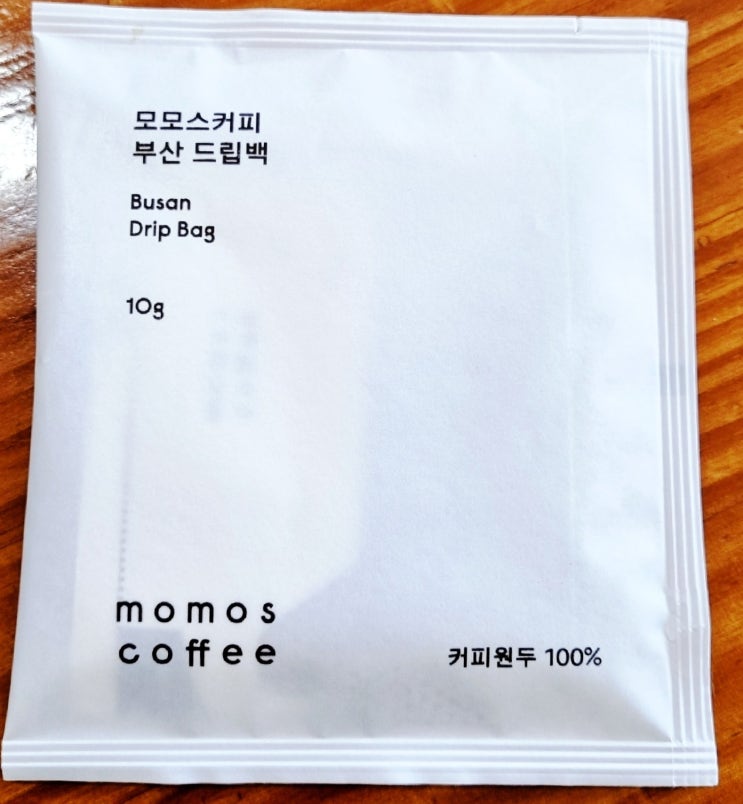 모모스커피
부산 드립백
Busan
Drip Bag
10g
momos
coffee
커피원두 100%